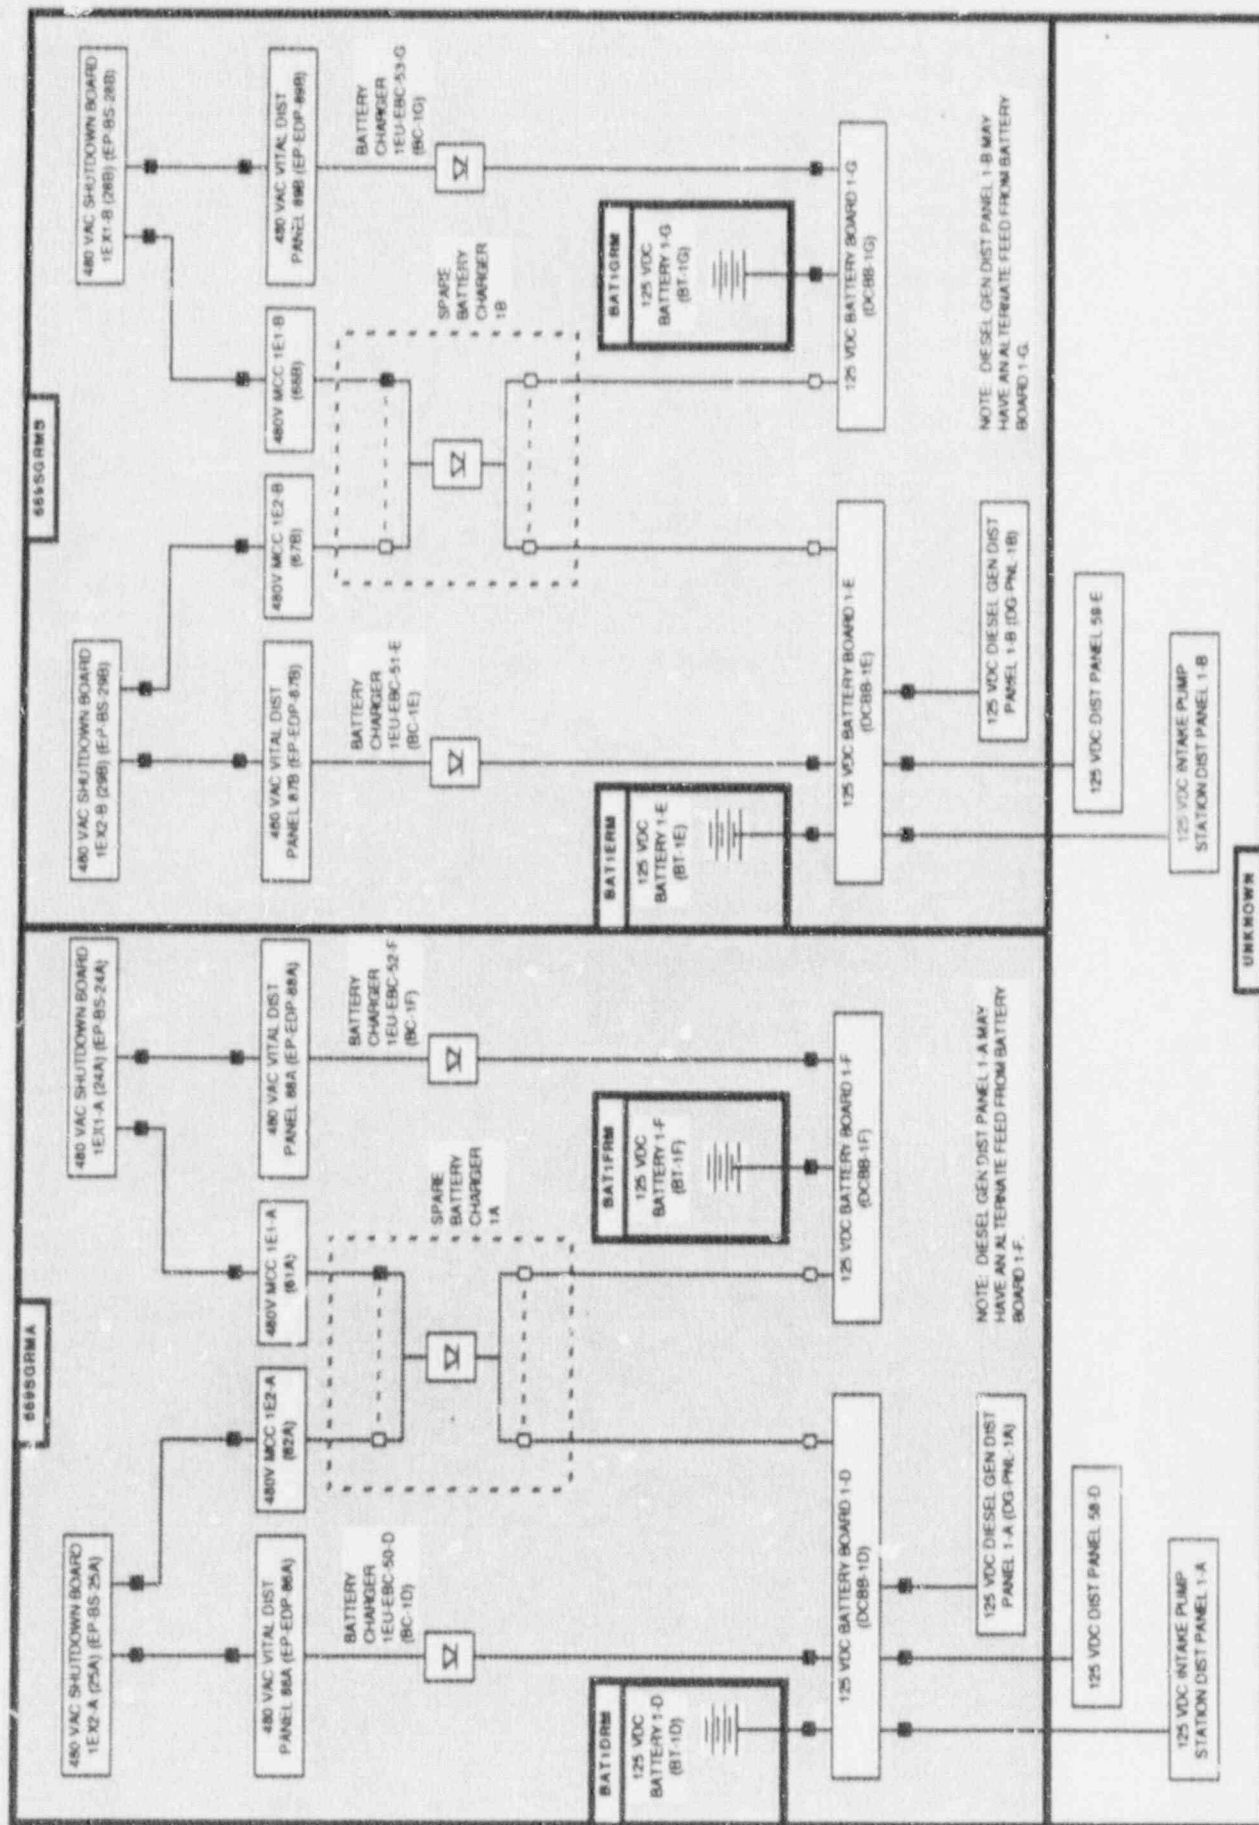 669SGRMA
480 VAC SHUTDOWN BOARD
1EX2-A (25A) (EP-BS-25A)
480 VAC SHUTDOWN BOARD
1EX1-A (24A) (EP-BS-24A)
480 VAC VITAL DIST
PANEL 86A (EP-EDP-86A)
480V MCC 1E2-A
(62A)
480V MCC 1E1-A
(61A)
480 VAC VITAL DIST
PANEL 88A (EP-EDP-88A)
BATTERY
CHARGER
1EU-EBC-50-D
(BC-1D)
SPARE
BATTERY
CHARGER
1A
BATTERY
CHARGER
1EU-EBC-52-F
(BC-1F)
BAT1DRM
125 VDC
BATTERY 1-D
(BT-1D)
BAT1FRM
125 VDC
BATTERY 1-F
(BT-1F)
125 VDC BATTERY BOARD 1-D
(DCBB-1D)
125 VDC BATTERY BOARD 1-F
(DCBB-1F)
125 VDC DIESEL GEN DIST
PANEL 1-A (DG-PNL-1A)
NOTE: DIESEL GEN DIST PANEL 1-A MAY
HAVE AN ALTERNATE FEED FROM BATTERY
BOARD 1-F.
125 VDC DIST PANEL 58-D
125 VDC INTAKE PUMP
STATION DIST PANEL 1-A
669SGRMB
480 VAC SHUTDOWN BOARD
1EX2-B (29B) (EP-BS-29B)
480 VAC SHUTDOWN BOARD
1EX1-B (28B) (EP-BS-28B)
480 VAC VITAL DIST
PANEL 87B (EP-EDP-87B)
480V MCC 1E2-B
(67B)
480V MCC 1E1-B
(66B)
480 VAC VITAL DIST
PANEL 89B (EP-EDP-89B)
BATTERY
CHARGER
1EU-EBC-51-E
(BC-1E)
SPARE
BATTERY
CHARGER
1B
BATTERY
CHARGER
1EU-EBC-53-G
(BC-1G)
BAT1ERM
125 VDC
BATTERY 1-E
(BT-1E)
BAT1GRM
125 VDC
BATTERY 1-G
(BT-1G)
125 VDC BATTERY BOARD 1-E
(DCBB-1E)
125 VDC BATTERY BOARD 1-G
(DCBB-1G)
125 VDC DIESEL GEN DIST
PANEL 1-B (DG-PNL-1B)
NOTE: DIESEL GEN DIST PANEL 1-B MAY
HAVE AN ALTERNATE FEED FROM BATTERY
BOARD 1-G.
125 VDC DIST PANEL 59-E
125 VDC INTAKE PUMP
STATION DIST PANEL 1-B
UNKNOWN